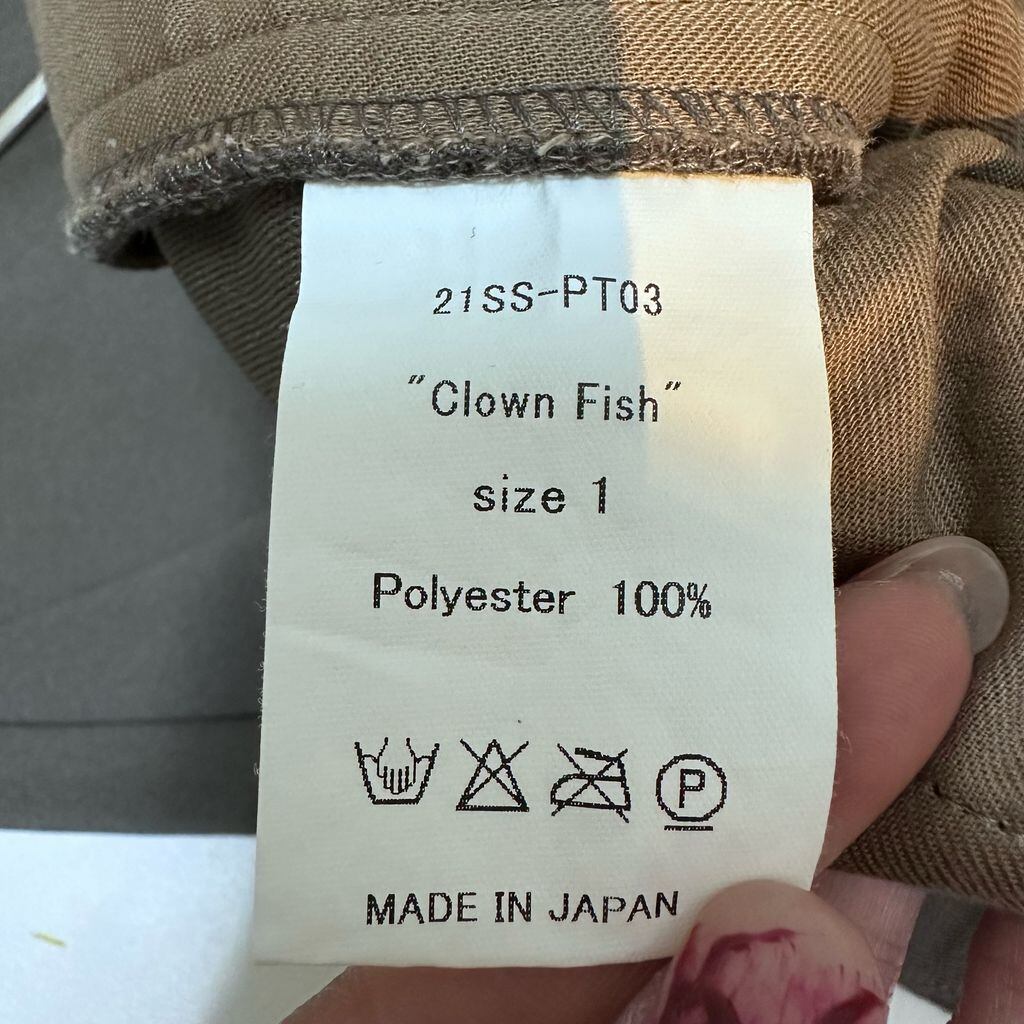 21SS-PT03
"Clown Fish"
size 1
Polyester 100%
P
MADE IN JAPAN